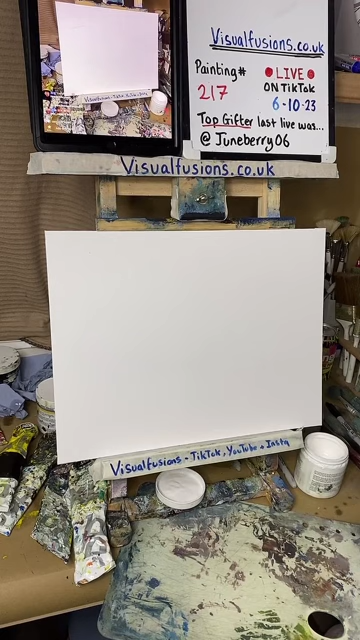 Visualfusions.co.uk
Painting#
217
• LIVE •
ON TikTok
6-10-23
Top Gifter last live was...
@Juneberry06
Visualfusions.co.uk
Visualfusions - TikTok, YouTube + Insta